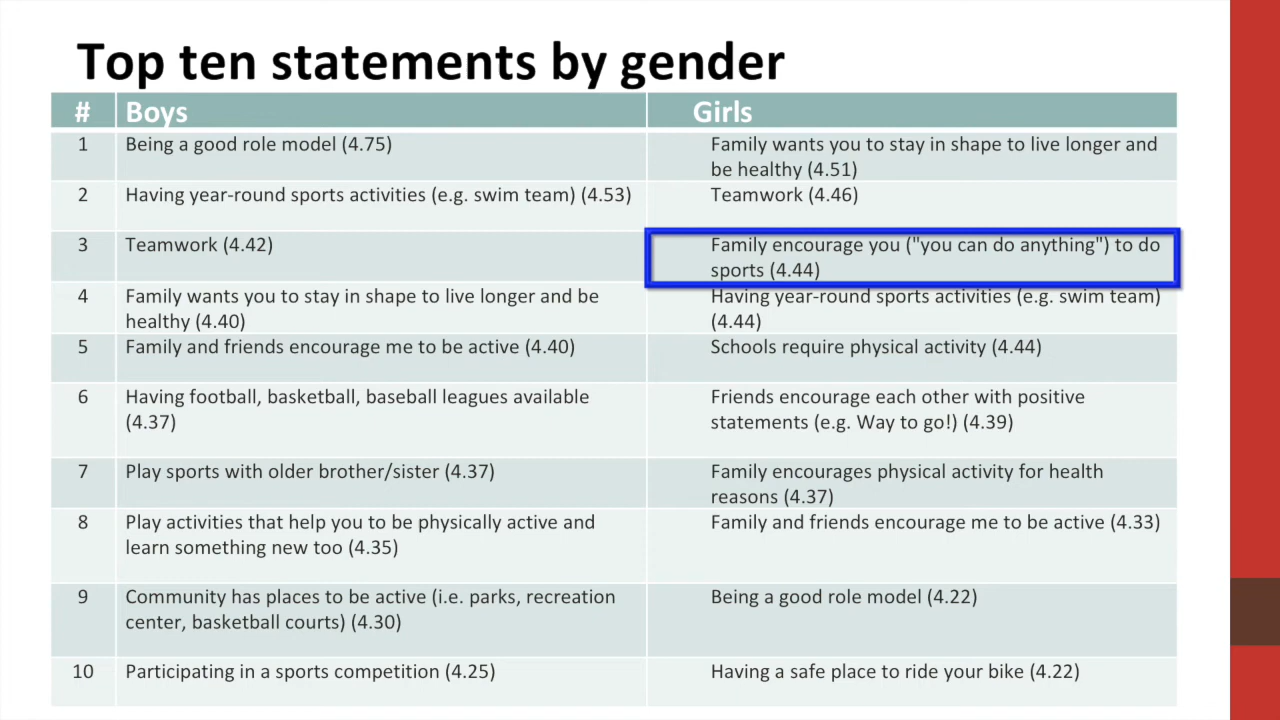 Top ten statements by gender
# Boys Girls
1 Being a good role model (4.75) Family wants you to stay in shape to live longer and
be healthy (4.51)
2 Having year-round sports activities (e.g. swim team) (4.53) Teamwork (4.46)
3 Teamwork (4.42) Family encourage you ("you can do anything") to do
sports (4.44)
4 Family wants you to stay in shape to live longer and be Having year-round sports activities (e.g. swim team)
healthy (4.40) (4.44)
5 Family and friends encourage me to be active (4.40) Schools require physical activity (4.44)
6 Having football, basketball, baseball leagues available Friends encourage each other with positive
(4.37) statements (e.g. Way to go!) (4.39)
7 Play sports with older brother/sister (4.37) Family encourages physical activity for health
reasons (4.37)
8 Play activities that help you to be physically active and Family and friends encourage me to be active (4.33)
learn something new too (4.35)
9 Community has places to be active (i.e. parks, recreation Being a good role model (4.22)
center, basketball courts) (4.30)
10 Participating in a sports competition (4.25) Having a safe place to ride your bike (4.22)